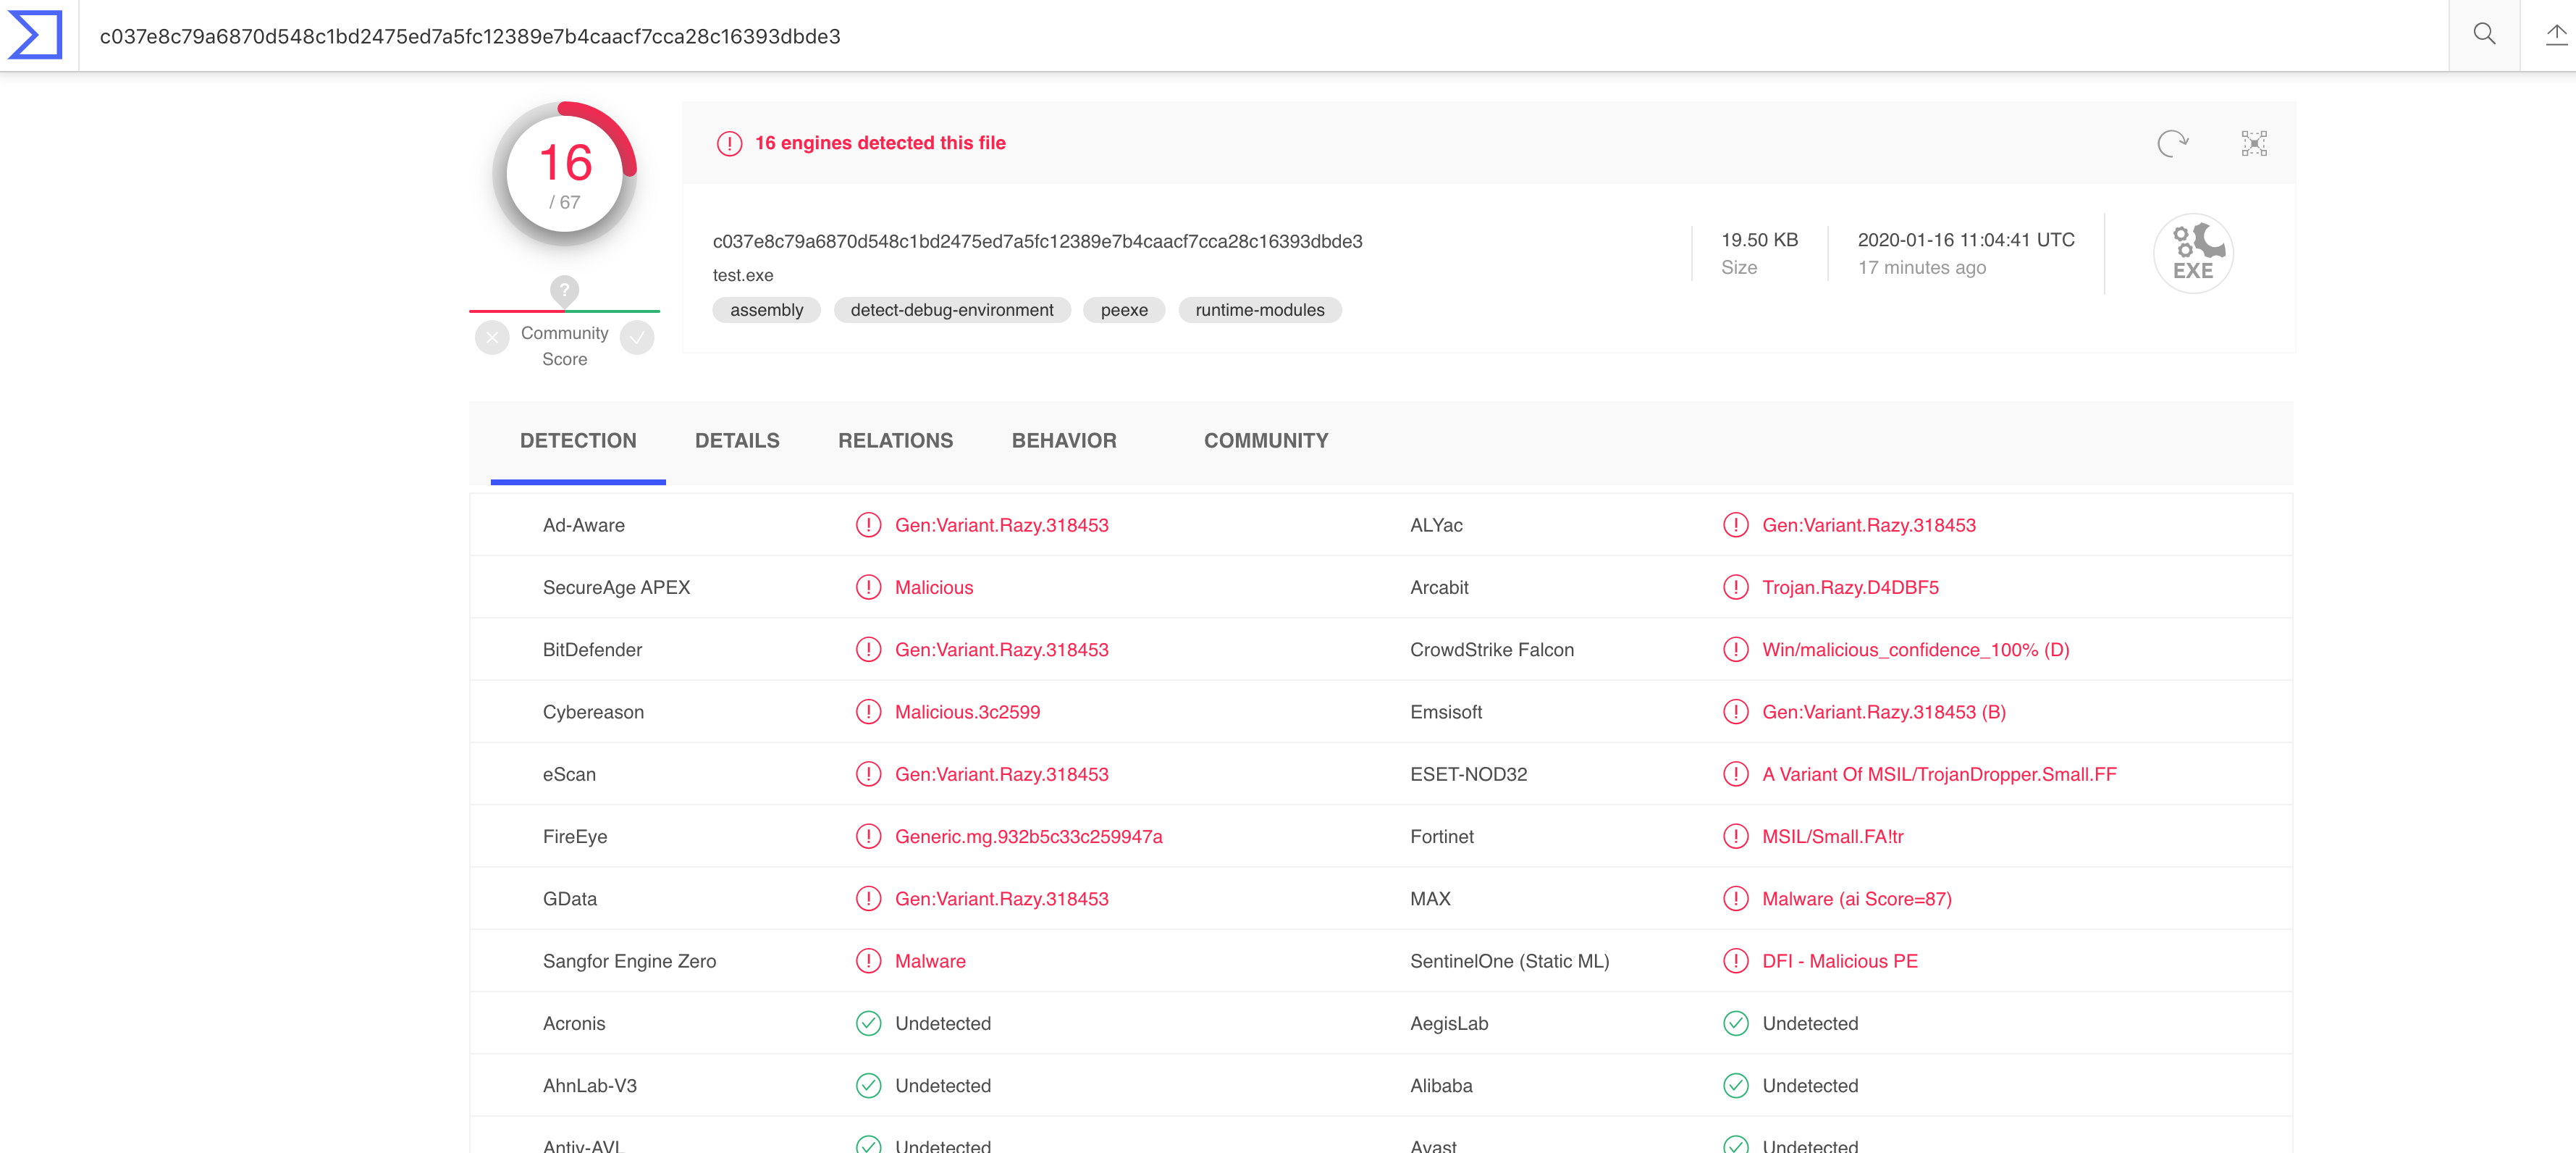 c037e8c79a6870d548c1bd2475ed7a5fc12389e7b4caacf7cca28c16393dbde3
16
/ 67
?
Community
Score
16 engines detected this file
c037e8c79a6870d548c1bd2475ed7a5fc12389e7b4caacf7cca28c16393dbde3
test.exe
assembly detect-debug-environment peexe runtime-modules
19.50 KB
Size
2020-01-16 11:04:41 UTC
17 minutes ago
EXE
DETECTION DETAILS RELATIONS BEHAVIOR COMMUNITY
Ad-Aware Gen:Variant.Razy.318453 ALYac Gen:Variant.Razy.318453
SecureAge APEX Malicious Arcabit Trojan.Razy.D4DBF5
BitDefender Gen:Variant.Razy.318453 CrowdStrike Falcon Win/malicious_confidence_100% (D)
Cybereason Malicious.3c2599 Emsisoft Gen:Variant.Razy.318453 (B)
eScan Gen:Variant.Razy.318453 ESET-NOD32 A Variant Of MSIL/TrojanDropper.Small.FF
FireEye Generic.mg.932b5c33c259947a Fortinet MSIL/Small.FA!tr
GData Gen:Variant.Razy.318453 MAX Malware (ai Score=87)
Sangfor Engine Zero Malware SentinelOne (Static ML) DFI - Malicious PE
Acronis Undetected AegisLab Undetected
AhnLab-V3 Undetected Alibaba Undetected
Antiy-AVL Undetected Avast Undetected